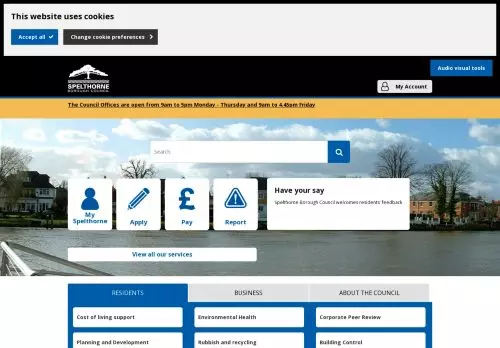 This website uses cookies
Accept all
Change cookie preferences
Audio visual tools
SPELTHORNE
BOROUGH COUNCIL
My Account
The Council Offices are open from 9am to 5pm Monday - Thursday and 9am to 4.45pm Friday
Search
My
Spelthorne
Apply
Pay
Report
Have your say
Spelthorne Borough Council welcomes residents' feedback
View all our services
RESIDENTS
BUSINESS
ABOUT THE COUNCIL
Cost of living support
Environmental Health
Corporate Peer Review
Planning and Development
Rubbish and recycling
Building Control